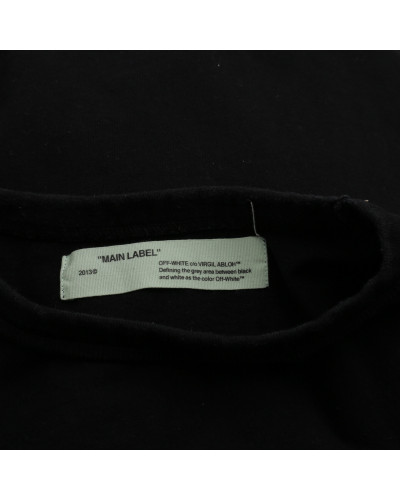 "MAIN LABEL"
2013©
OFF-WHITE c/o VIRGIL ABLOH™
Defining the grey area between black
and white as the color Off-White™